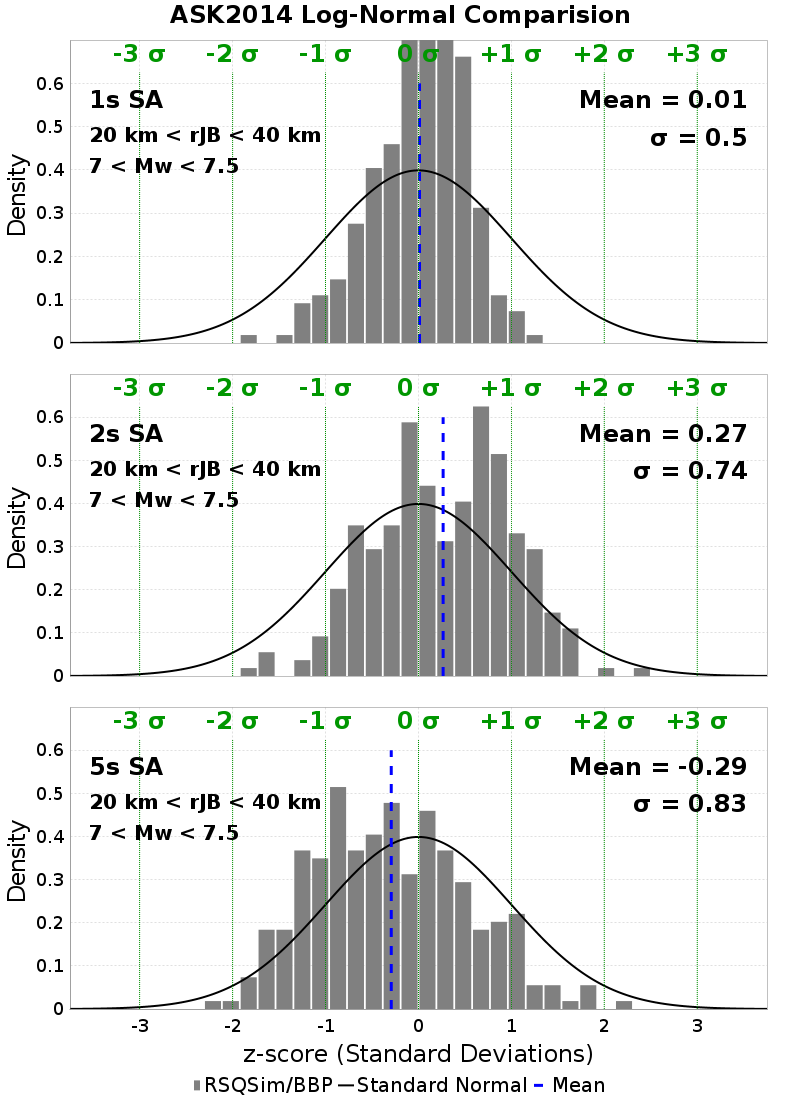 ASK2014 Log-Normal Comparision
-3 σ -2 σ -1 σ 0 σ +1 σ +2 σ +3 σ
1s SA
20 km < rJB < 40 km
7 < Mw < 7.5
Mean = 0.01
σ = 0.5
Density
0.6
0.5
0.4
0.3
0.2
0.1
0
-3 σ -2 σ -1 σ 0 σ +1 σ +2 σ +3 σ
2s SA
20 km < rJB < 40 km
7 < Mw < 7.5
Mean = 0.27
σ = 0.74
Density
0.6
0.5
0.4
0.3
0.2
0.1
0
-3 σ -2 σ -1 σ 0 σ +1 σ +2 σ +3 σ
5s SA
20 km < rJB < 40 km
7 < Mw < 7.5
Mean = -0.29
σ = 0.83
Density
0.6
0.5
0.4
0.3
0.2
0.1
0
-3 -2 -1 0 1 2 3
z-score (Standard Deviations)
RSQSim/BBP Standard Normal Mean